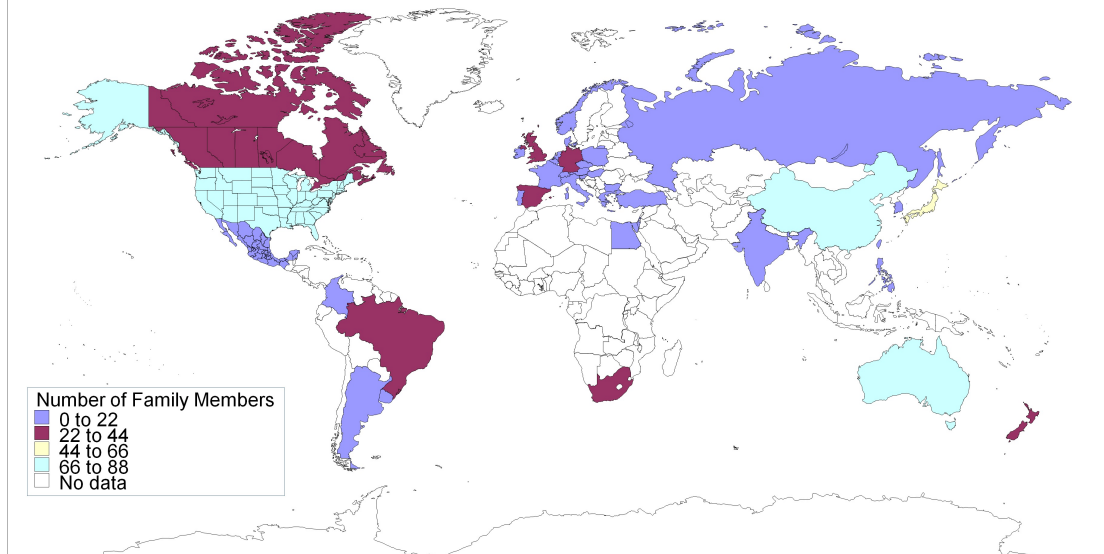 Number of Family Members
0 to 22
22 to 44
44 to 66
66 to 88
No data